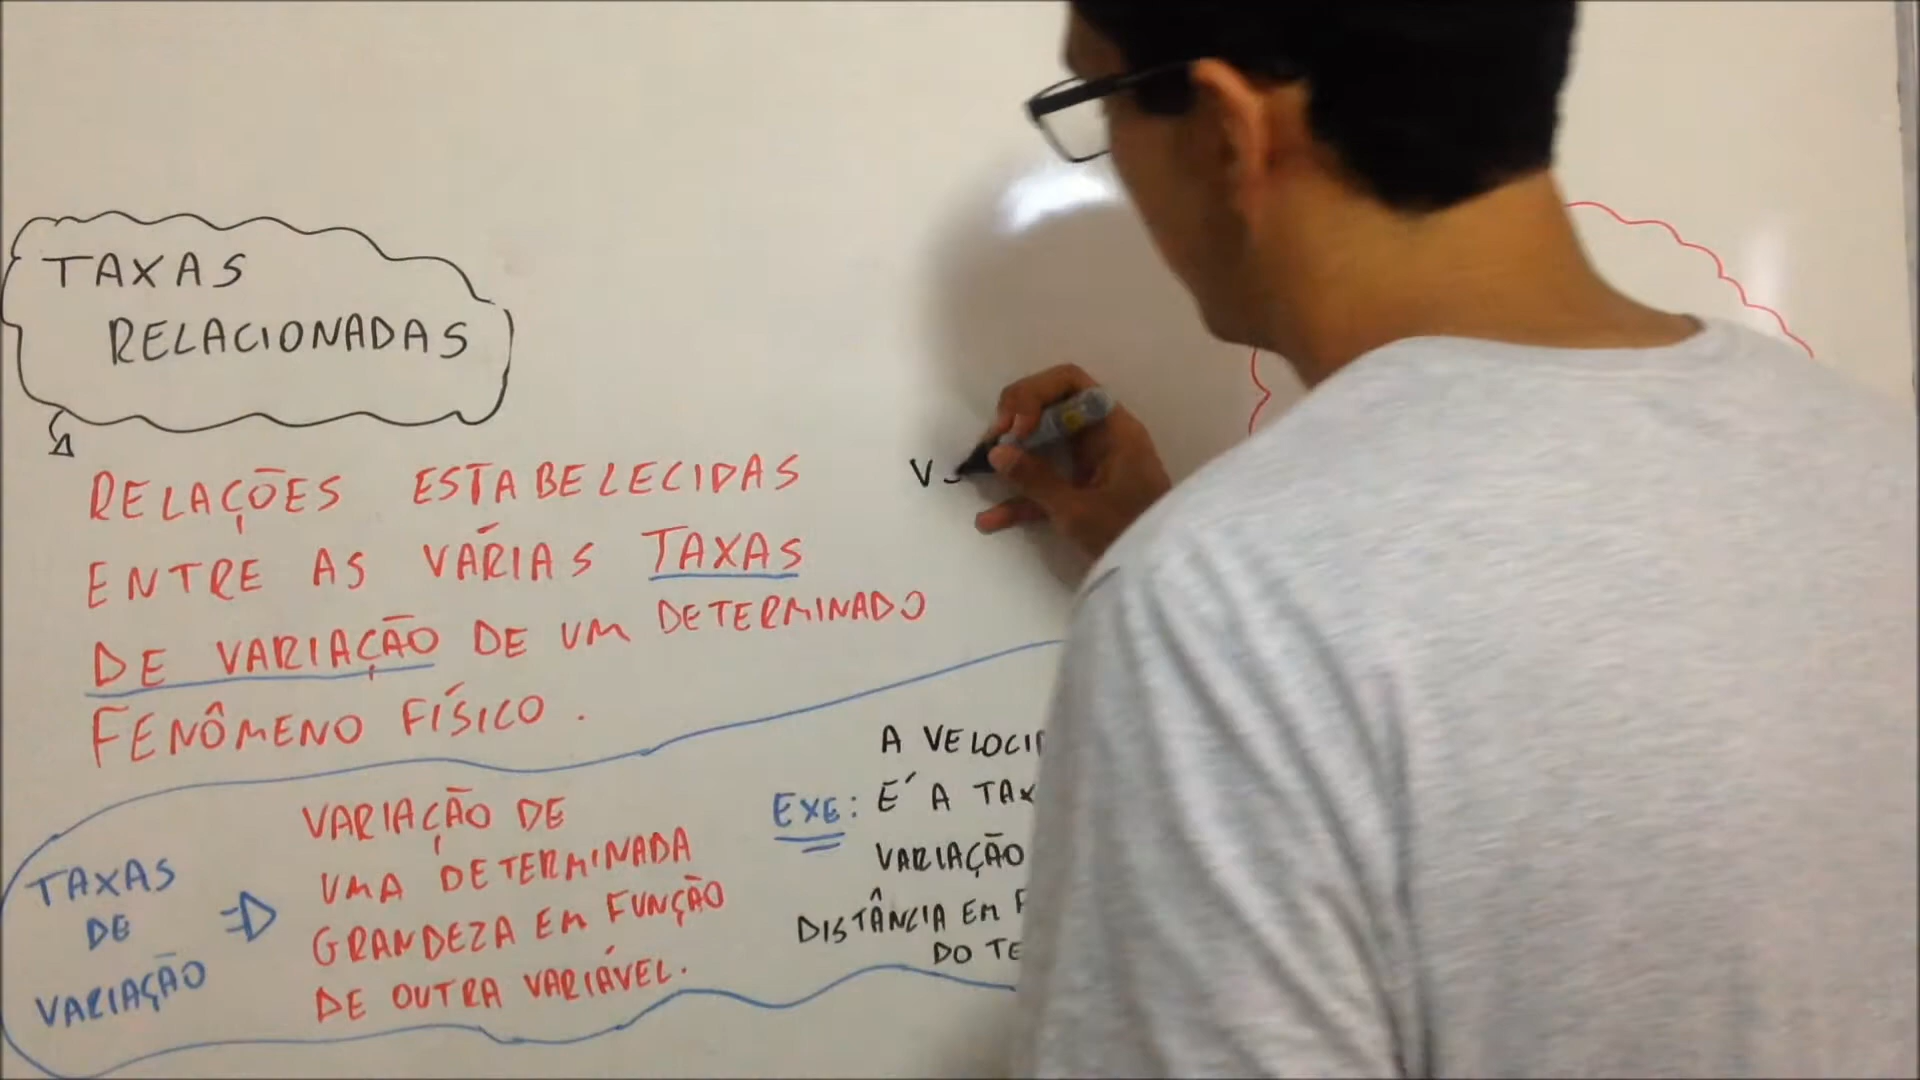 TAXAS
RELACIONADAS
RELAÇÕES ESTABELECIDAS
ENTRE AS VÁRIAS TAXAS
DE VARIAÇÃO DE UM DETERMINADO
FENÔMENO FÍSICO.
V
TAXAS
DE
VARIAÇÃO
VARIAÇÃO DE
UMA DETERMINADA
GRANDEZA EM FUNÇÃO
DE OUTRA VARIÁVEL.
EXE:
A
É A
VARIAÇÃO
DISTÂNCIA EM
DO